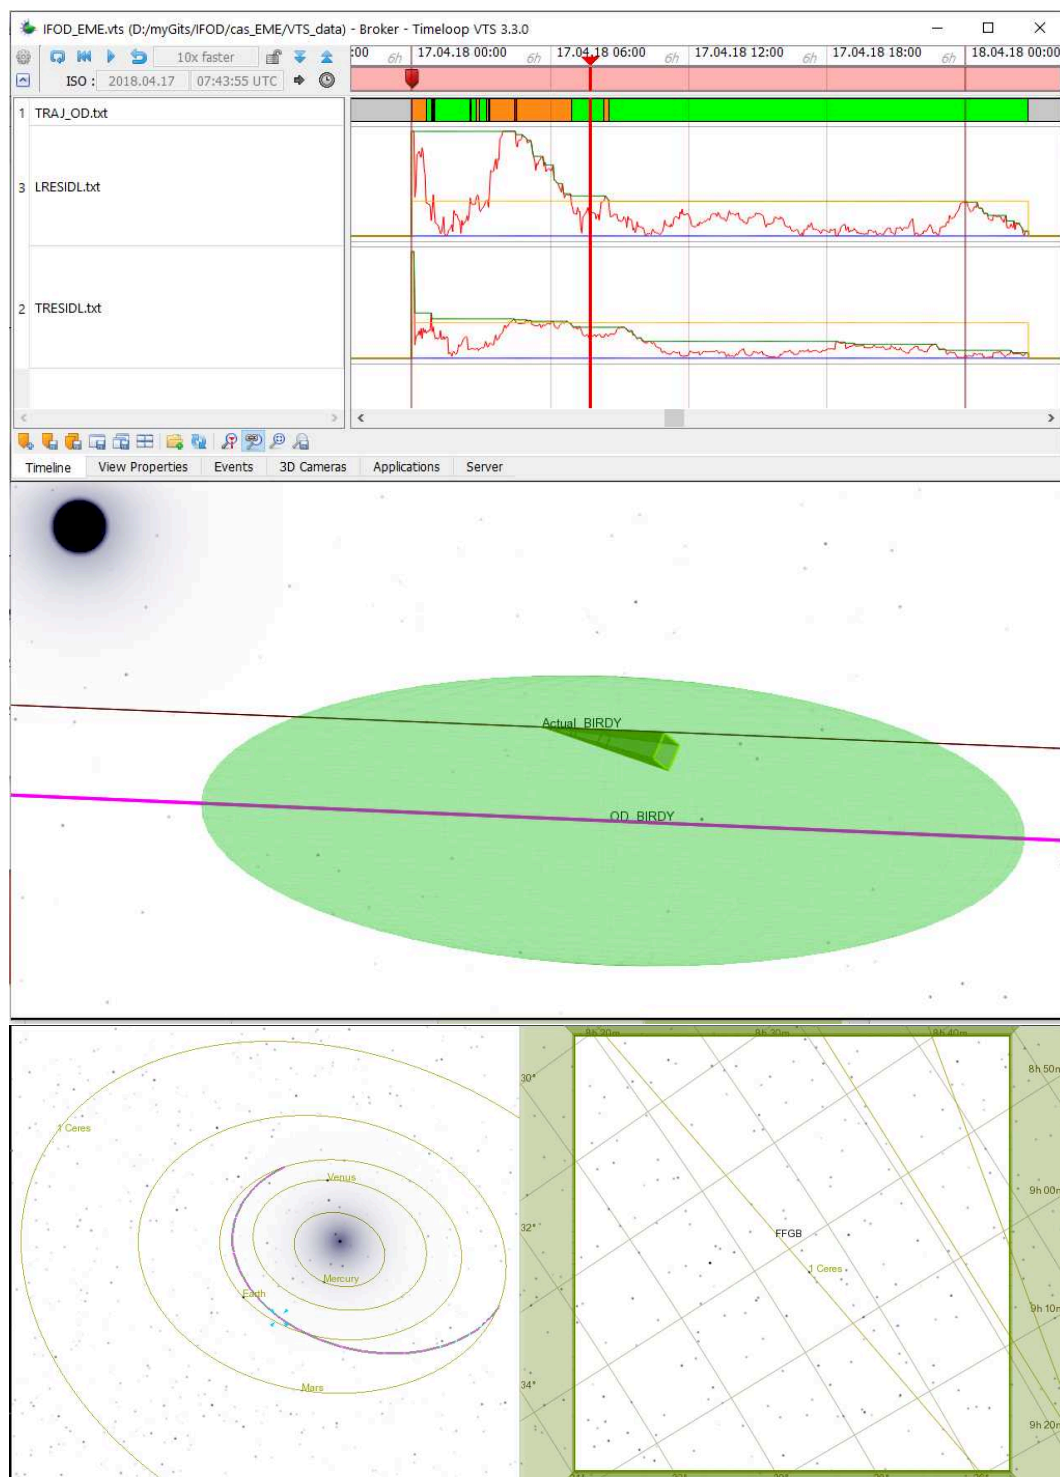 IFOD_EME.vts (D:/myGits/IFOD/cas_EME/VTS_data) - Broker - Timeloop VTS 3.3.0
10x faster
ISO : 2018.04.17 07:43:55 UTC
:00 6h 17.04.18 00:00 6h 17.04.18 06:00 6h 17.04.18 12:00 6h 17.04.18 18:00 6h 18.04.18 00:00
1 TRAJ_OD.txt
3 LRESIDL.txt
2 TRESIDL.txt
Timeline View Properties Events 3D Cameras Applications Server
Actual_BIRDY
OD_BIRDY
1 Ceres
Venus
Mercury
Earth
Mars
8h 20m 8h 30m 8h 40m
30°
8h 50m
9h 00m
32°
FFGB
1 Ceres
9h 10m
34°
9h 20m